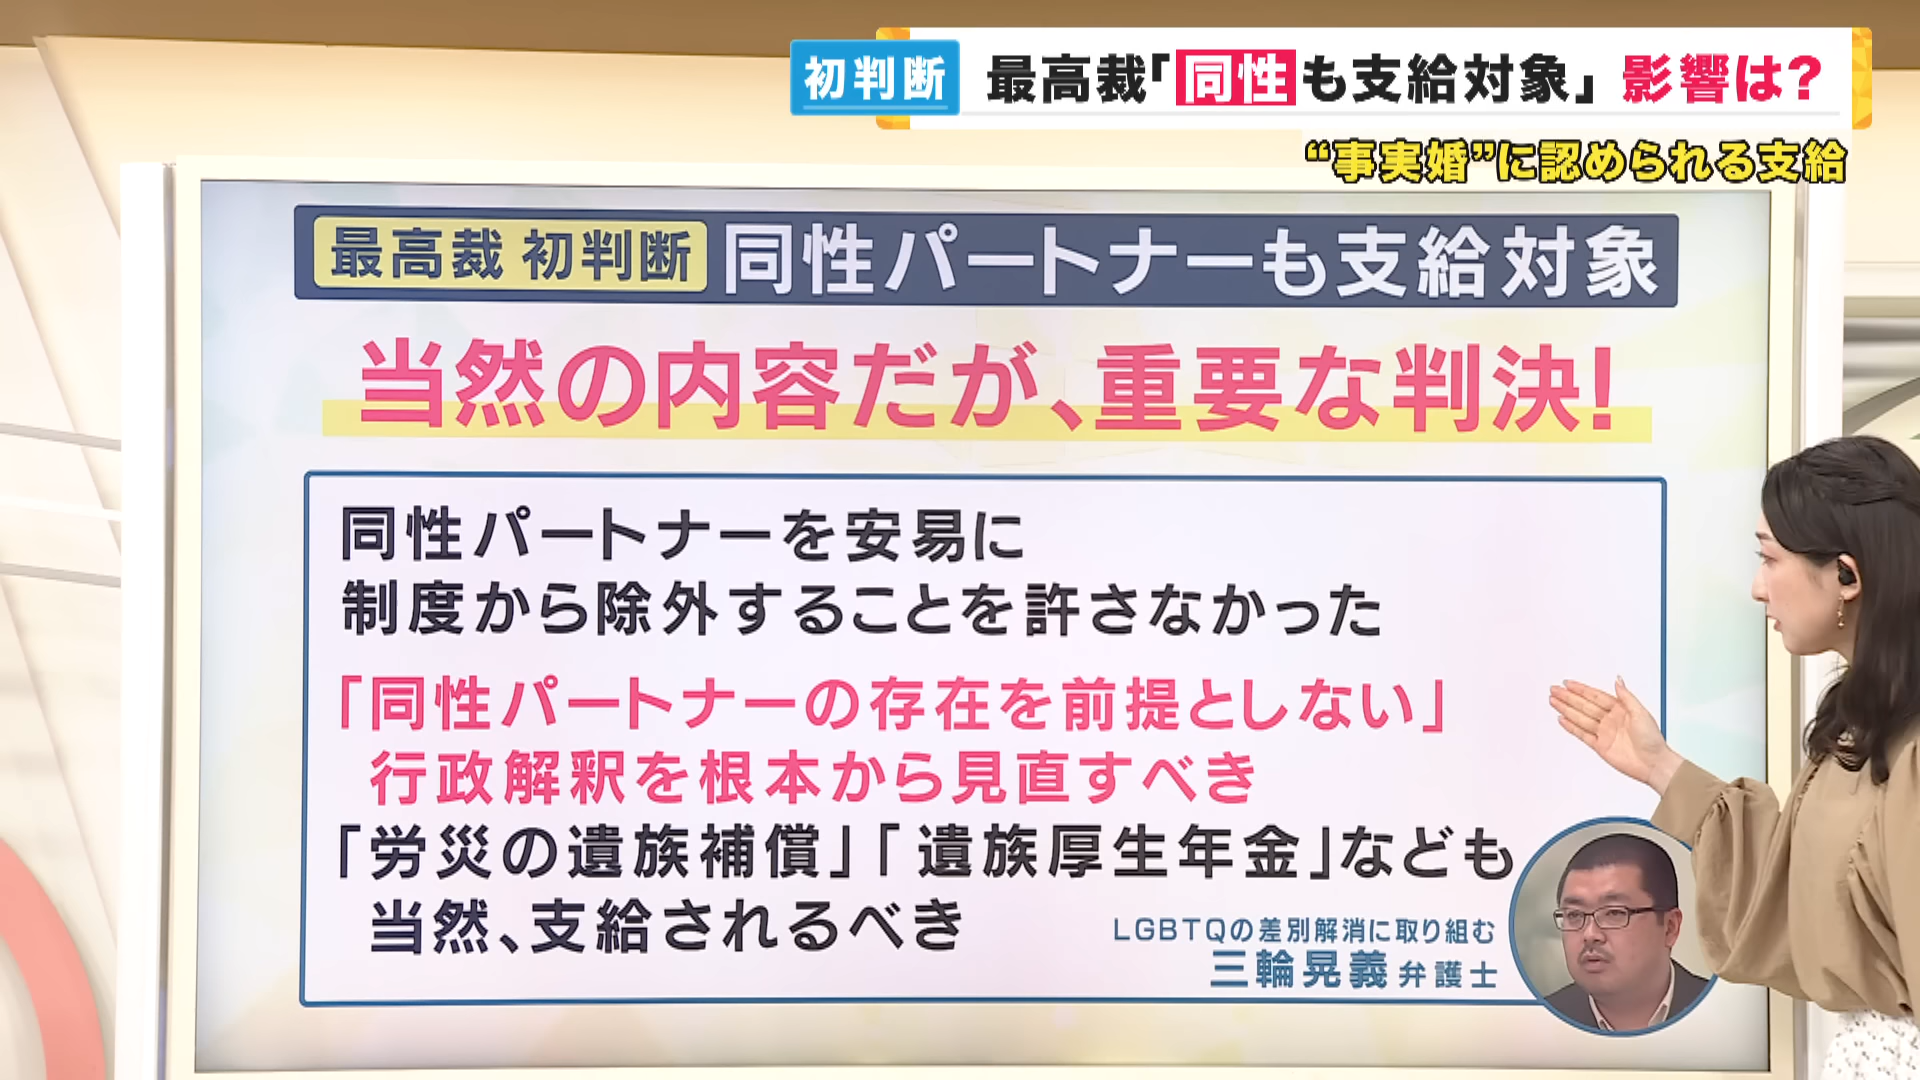 初判断
最高裁「同性も支給対象」 影響は?
“事実婚”に認められる支給
最高裁 初判断 同性パートナーも支給対象
当然の内容だが、重要な判決!
同性パートナーを安易に
制度から除外することを許さなかった
「同性パートナーの存在を前提としない」
行政解釈を根本から見直すべき
「労災の遺族補償」「遺族厚生年金」なども
当然、支給されるべき
LGBTQの差別解消に取り組む
三輪晃義 弁護士